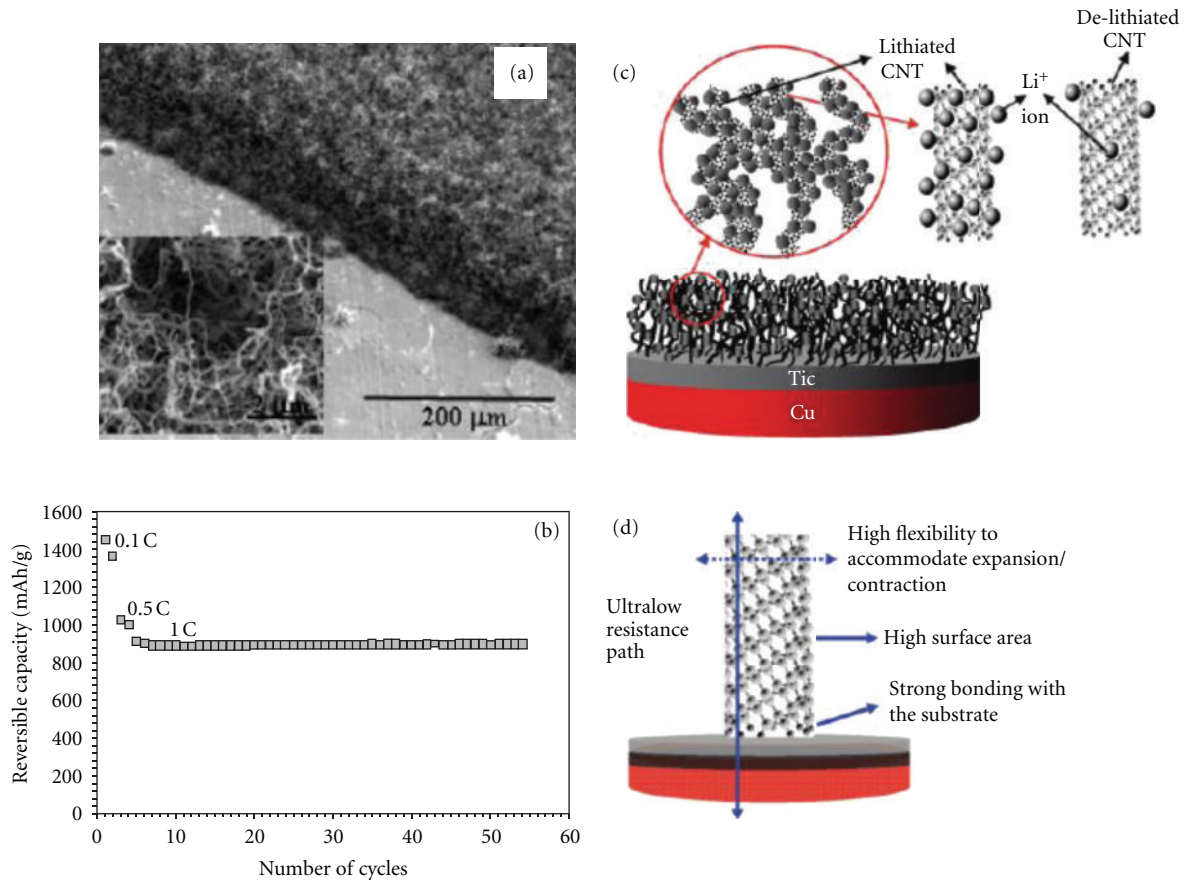 (a)
2 μm
200 μm
(c)
Lithiated
CNT
De-lithiated
CNT
Li+
ion
Tic
Cu
(b)
1600
1400
1200
1000
800
600
400
200
0
0.1 C
0.5 C
1 C
0
10
20
30
40
50
60
Reversible capacity (mAh/g)
Number of cycles
(d)
High flexibility to
accommodate expansion/
contraction
Ultralow
resistance
path
High surface area
Strong bonding with
the substrate